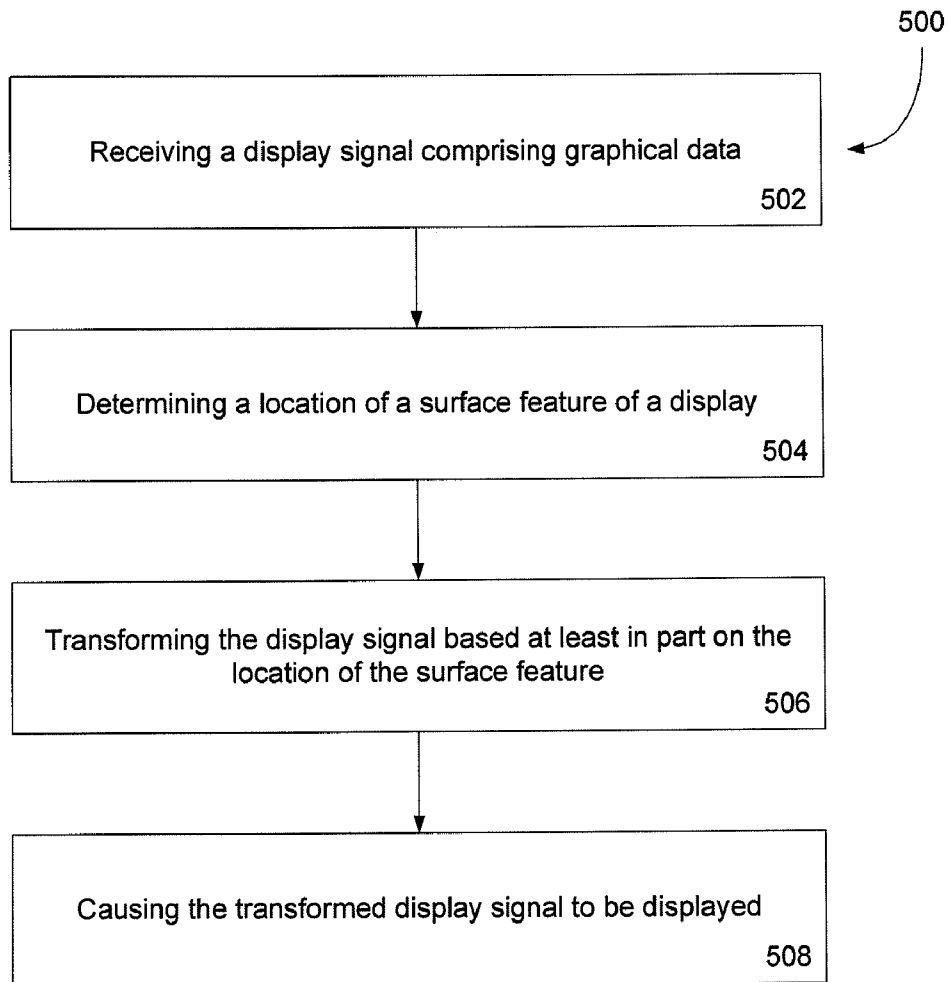 500
Receiving a display signal comprising graphical data
502
Determining a location of a surface feature of a display
504
Transforming the display signal based at least in part on the
location of the surface feature
506
Causing the transformed display signal to be displayed
508